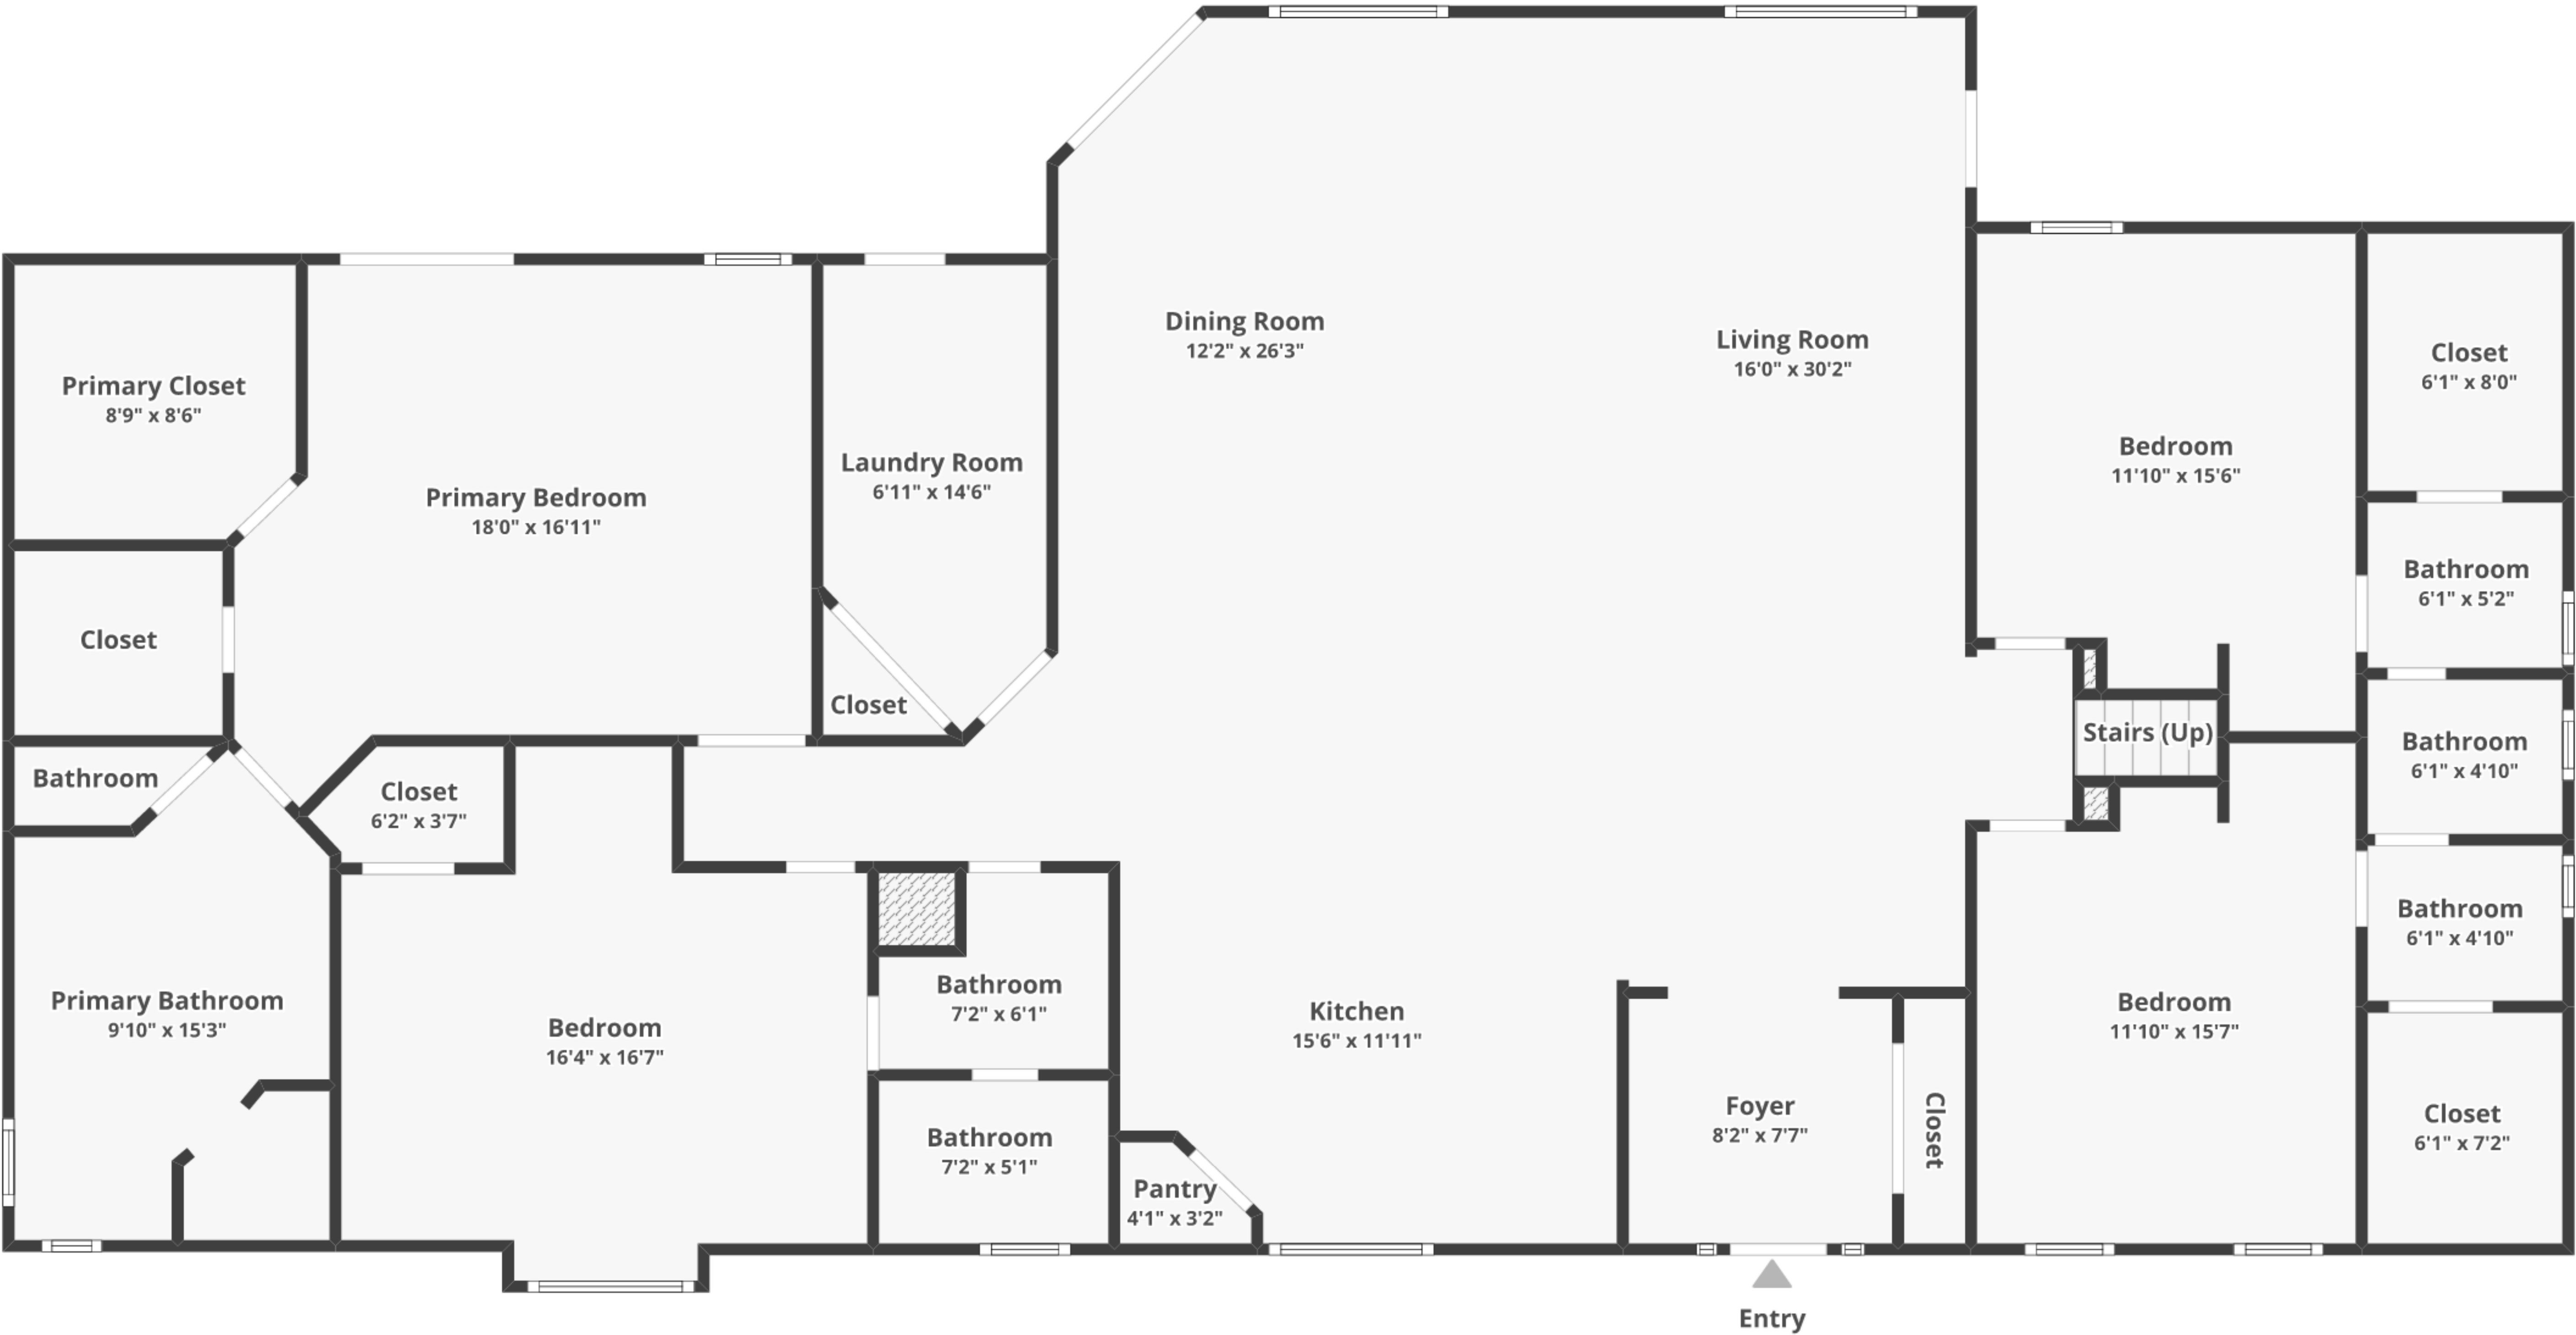 Dining Room
12'2" x 26'3"
Living Room
16'0" x 30'2"
Primary Closet
8'9" x 8'6"
Primary Bedroom
18'0" x 16'11"
Laundry Room
6'11" x 14'6"
Bedroom
11'10" x 15'6"
Closet
6'1" x 8'0"
Bathroom
6'1" x 5'2"
Closet
Closet
Stairs (Up)
Bathroom
6'1" x 4'10"
Bathroom
Closet
6'2" x 3'7"
Bathroom
6'1" x 4'10"
Primary Bathroom
9'10" x 15'3"
Bedroom
16'4" x 16'7"
Bathroom
7'2" x 6'1"
Kitchen
15'6" x 11'11"
Bedroom
11'10" x 15'7"
Bathroom
7'2" x 5'1"
Pantry
4'1" x 3'2"
Foyer
8'2" x 7'7"
Closet
Closet
6'1" x 7'2"
Entry